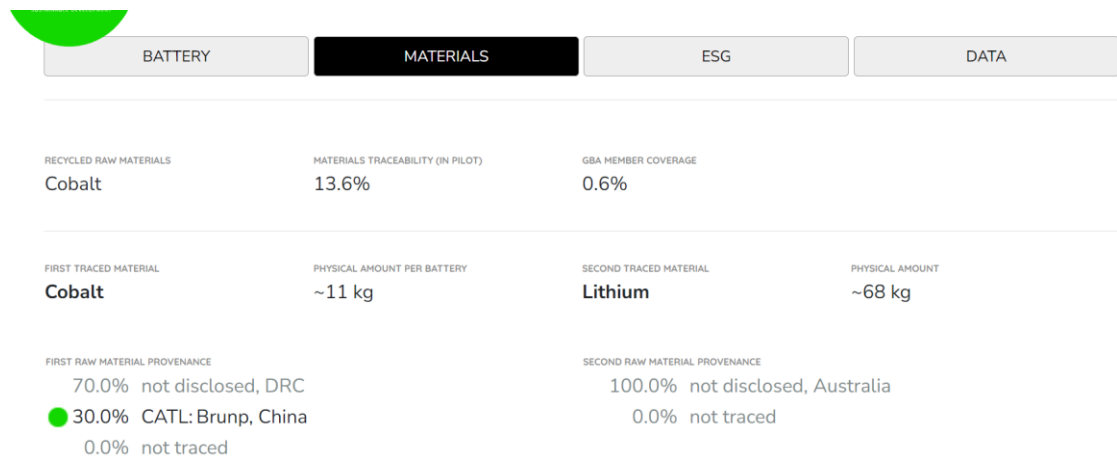 BATTERY MATERIALS ESG DATA
RECYCLED RAW MATERIALS MATERIALS TRACEABILITY (IN PILOT) GBA MEMBER COVERAGE
Cobalt 13.6% 0.6%
FIRST TRACED MATERIAL PHYSICAL AMOUNT PER BATTERY SECOND TRACED MATERIAL PHYSICAL AMOUNT
Cobalt ~11 kg Lithium ~68 kg
FIRST RAW MATERIAL PROVENANCE SECOND RAW MATERIAL PROVENANCE
70.0% not disclosed, DRC 100.0% not disclosed, Australia
30.0% CATL: Brunp, China 0.0% not traced
0.0% not traced